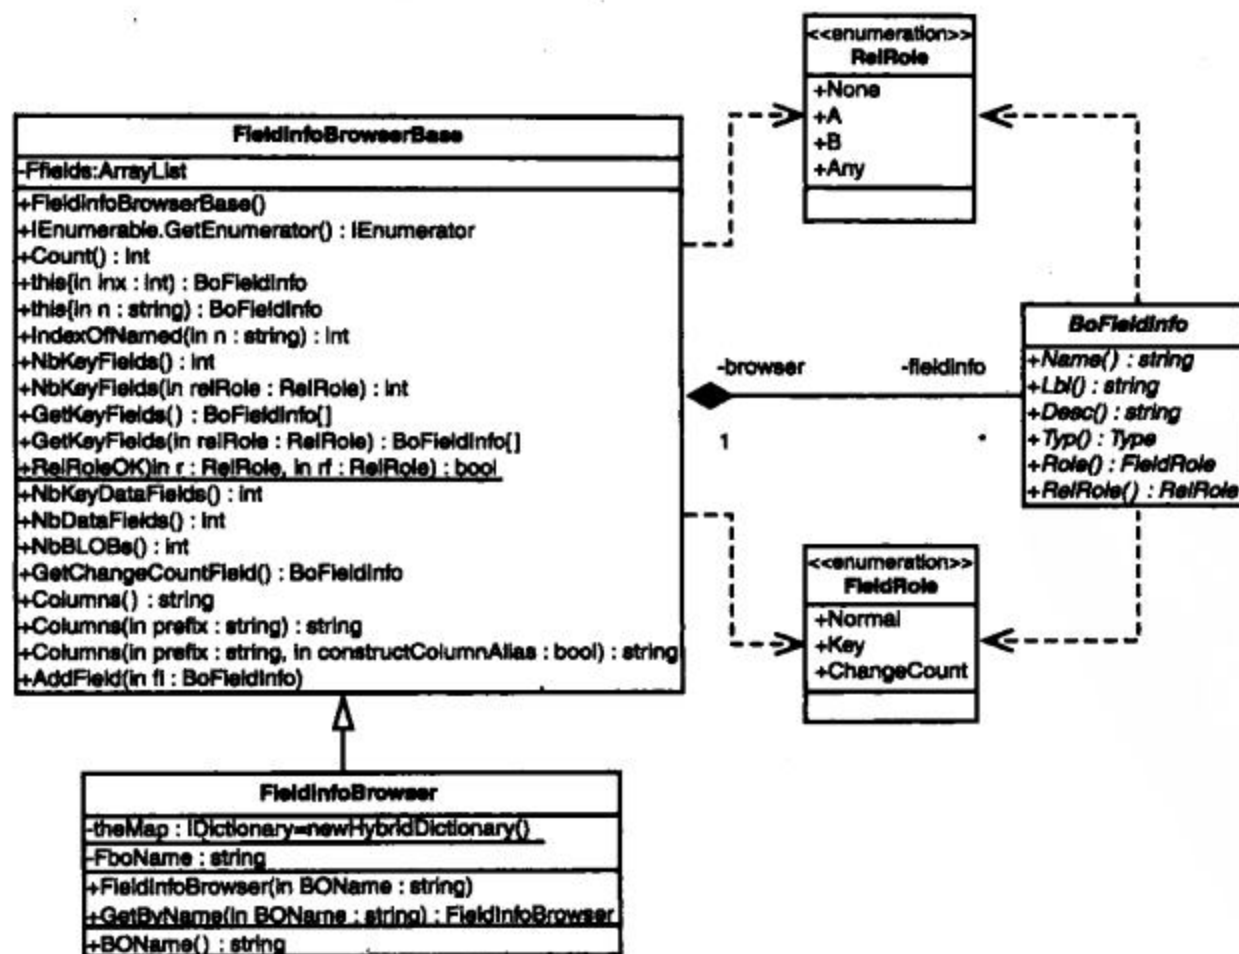 <<enumeration>>
RelRole
+None
+A
+B
+Any
FieldInfoBrowserBase
-Ffields:ArrayList
+FieldInfoBrowserBase()
+IEnumerable.GetEnumerator() : IEnumerator
+Count() : int
+this{in inx : int) : BoFieldInfo
+this{in n : string) : BoFieldInfo
+IndexOfNamed(in n : string) : int
+NbKeyFields() : int
+NbKeyFields(in relRole : RelRole) : int
+GetKeyFields() : BoFieldInfo[]
+GetKeyFields(in relRole : RelRole) : BoFieldInfo[]
+RelRoleOK)in r : RelRole, in rf : RelRole) : bool
+NbKeyDataFields() : int
+NbDataFields() : int
+NbBLOBs() : int
+GetChangeCountField() : BoFieldInfo
+Columns() : string
+Columns(in prefix : string) : string
+Columns(in prefix : string, in constructColumnAlias : bool) : string
+AddField(in fi : BoFieldInfo)
-browser
-fieldinfo
1
*
BoFieldInfo
+Name() : string
+Lbl() : string
+Desc() : string
+Typ() : Type
+Role() : FieldRole
+RelRole() : RelRole
<<enumeration>>
FieldRole
+Normal
+Key
+ChangeCount
FieldInfoBrowser
-theMap : IDictionary=newHybridDictionary()
-FboName : string
+FieldInfoBrowser(in BOName : string)
+GetByName(in BOName : string) : FieldInfoBrowser
+BOName() : string